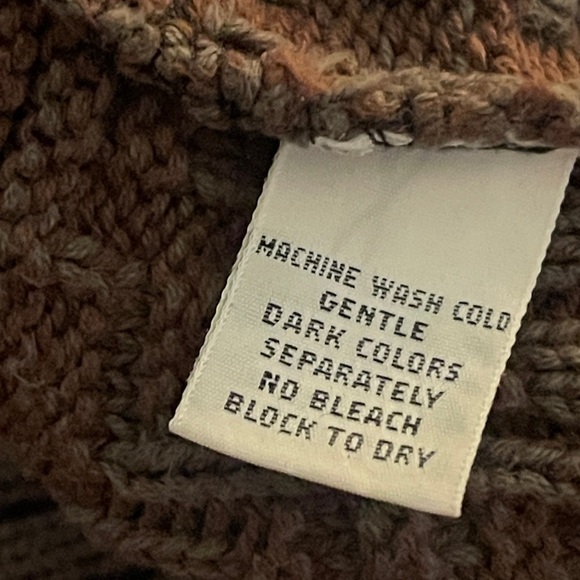 MACHINE WASH COLD
GENTLE
DARK COLORS
SEPARATELY
NO BLEACH
BLOCK TO DRY